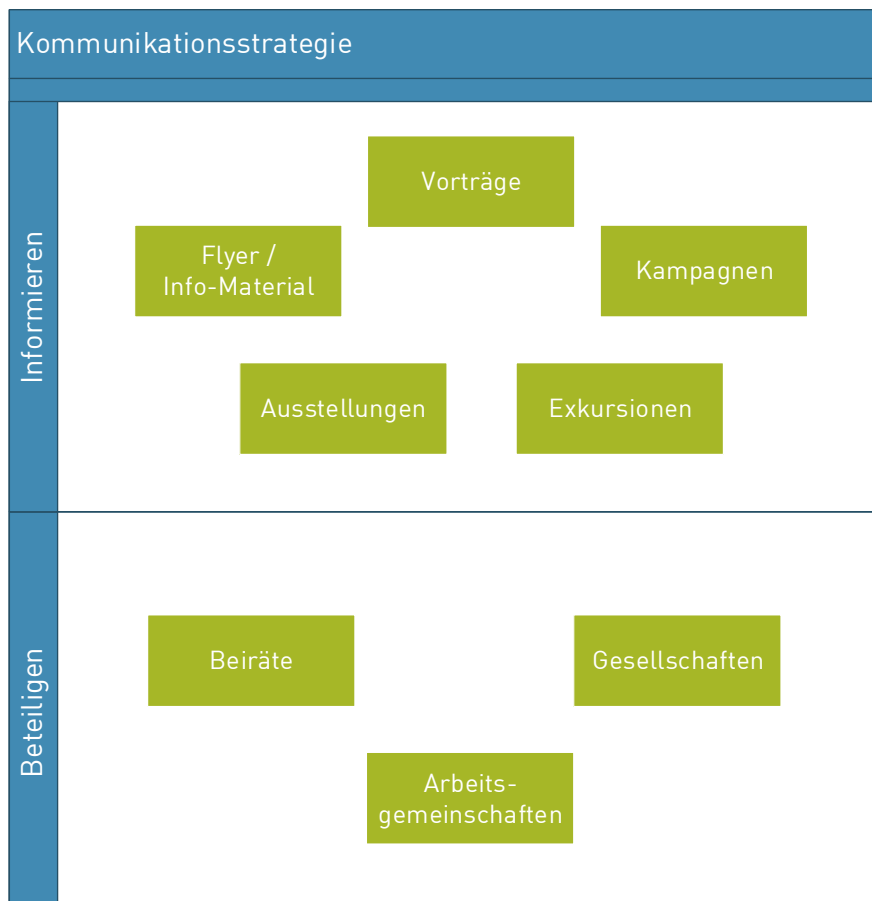 Kommunikationsstrategie
Informieren
Vorträge
Flyer /
Info-Material
Kampagnen
Ausstellungen
Exkursionen
Beteiligen
Beiräte
Gesellschaften
Arbeits-
gemeinschaften